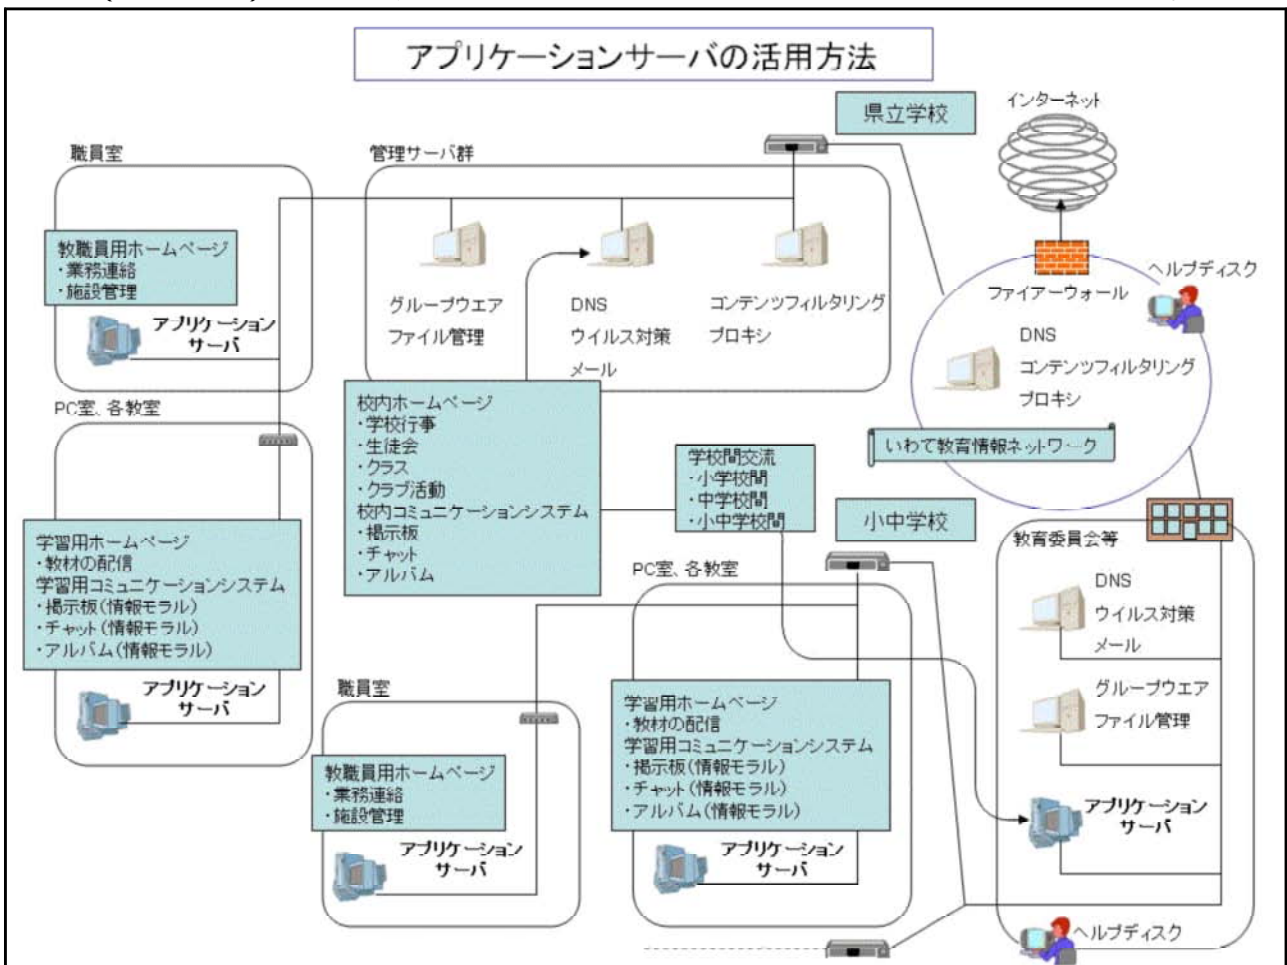 アプリケーションサーバの活用方法
県立学校
インターネット
職員室
管理サーバ群
教職員用ホームページ
・業務連絡
・施設管理
アプリケーション
サーバ
グループウエア
ファイル管理
DNS
ウイルス対策
メール
コンテンツフィルタリング
プロキシ
ファイアーウォール
ヘルプディスク
DNS
コンテンツフィルタリング
プロキシ
いわて教育情報ネットワーク
PC室、各教室
学習用ホームページ
・教材の配信
学習用コミュニケーションシステム
・掲示板(情報モラル)
・チャット(情報モラル)
・アルバム(情報モラル)
アプリケーション
サーバ
校内ホームページ
・学校行事
・生徒会
・クラス
・クラブ活動
校内コミュニケーションシステム
・掲示板
・チャット
・アルバム
学校間交流
・小学校間
・中学校間
・小中学校間
小中学校
PC室、各教室
学習用ホームページ
・教材の配信
学習用コミュニケーションシステム
・掲示板(情報モラル)
・チャット(情報モラル)
・アルバム(情報モラル)
アプリケーション
サーバ
職員室
教職員用ホームページ
・業務連絡
・施設管理
アプリケーション
サーバ
教育委員会等
DNS
ウイルス対策
メール
グループウエア
ファイル管理
アプリケーション
サーバ
ヘルプディスク